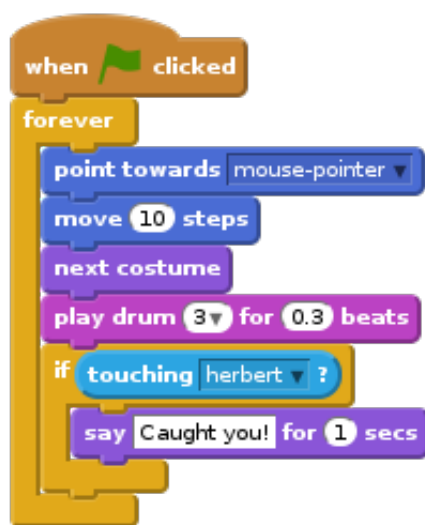 when clicked
forever
point towards mouse-pointer
move 10 steps
next costume
play drum 3 for 0.3 beats
if touching herbert ?
say Caught you! for 1 secs